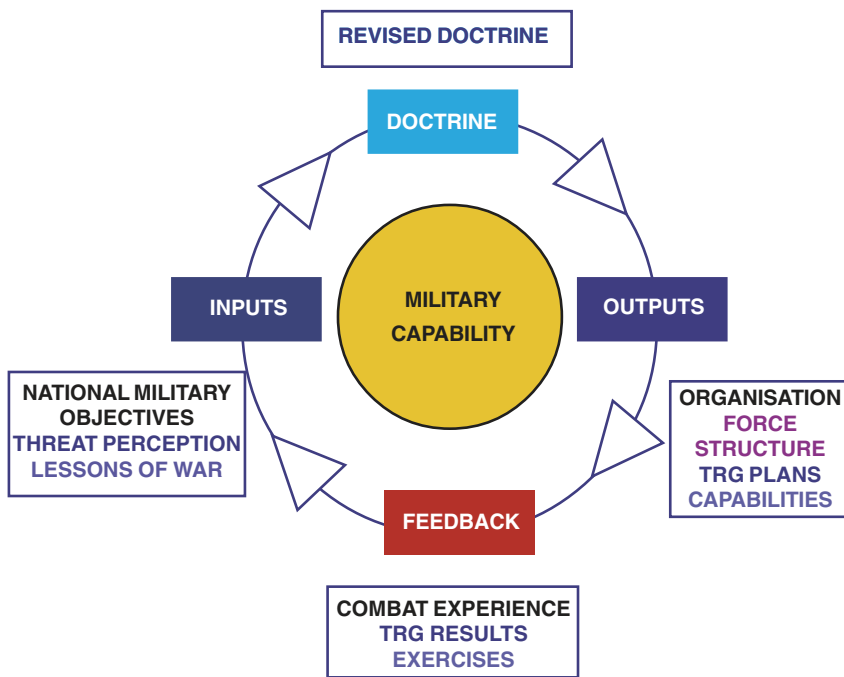 REVISED DOCTRINE
DOCTRINE
INPUTS
MILITARY
CAPABILITY
OUTPUTS
NATIONAL MILITARY
OBJECTIVES
THREAT PERCEPTION
LESSONS OF WAR
ORGANISATION
FORCE
STRUCTURE
TRG PLANS
CAPABILITIES
FEEDBACK
COMBAT EXPERIENCE
TRG RESULTS
EXERCISES